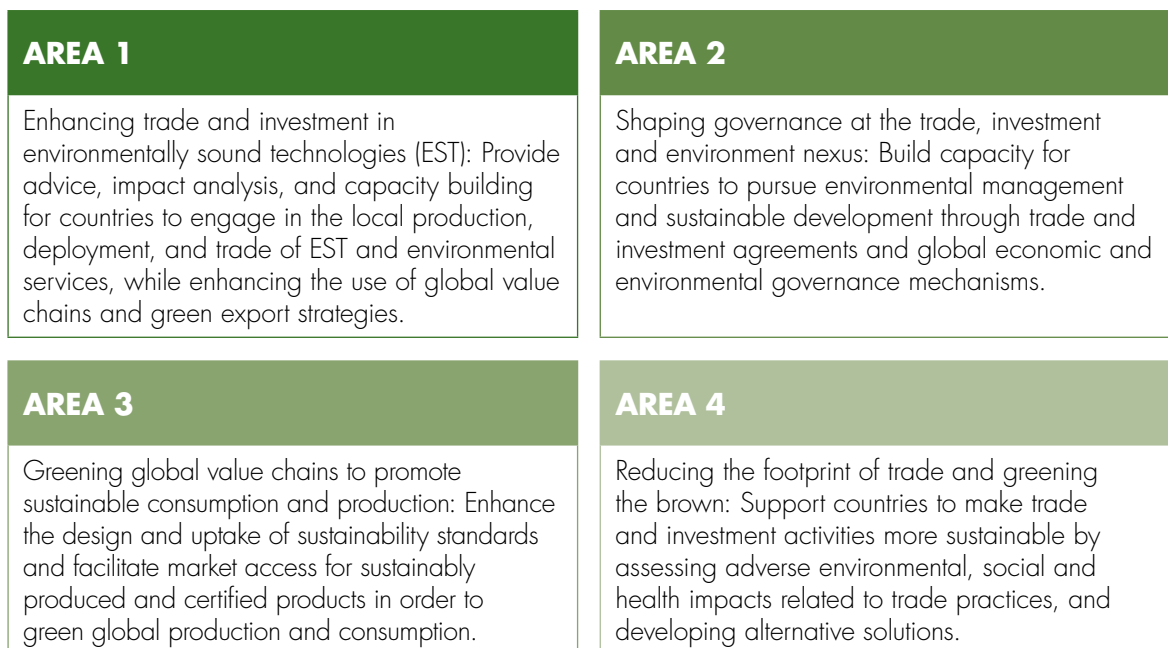 AREA 1
Enhancing trade and investment in
environmentally sound technologies (EST): Provide
advice, impact analysis, and capacity building
for countries to engage in the local production,
deployment, and trade of EST and environmental
services, while enhancing the use of global value
chains and green export strategies.
AREA 2
Shaping governance at the trade, investment
and environment nexus: Build capacity for
countries to pursue environmental management
and sustainable development through trade and
investment agreements and global economic and
environmental governance mechanisms.
AREA 3
Greening global value chains to promote
sustainable consumption and production: Enhance
the design and uptake of sustainability standards
and facilitate market access for sustainably
produced and certified products in order to
green global production and consumption.
AREA 4
Reducing the footprint of trade and greening
the brown: Support countries to make trade
and investment activities more sustainable by
assessing adverse environmental, social and
health impacts related to trade practices, and
developing alternative solutions.